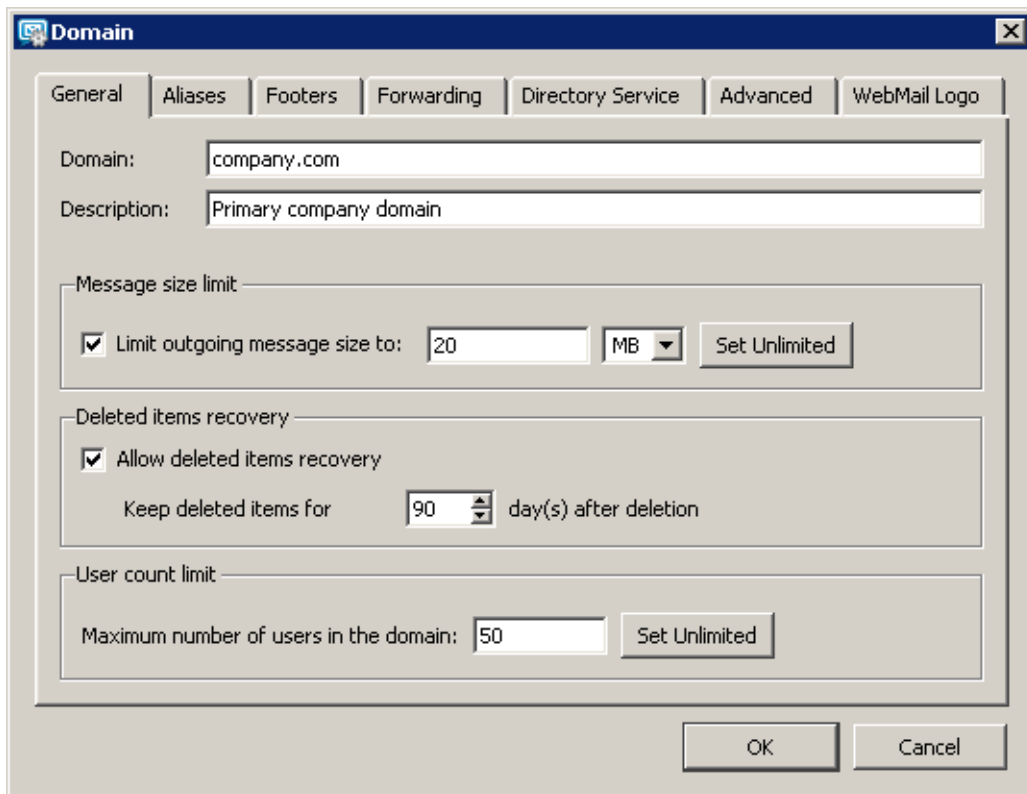 Domain
General Aliases Footers Forwarding Directory Service Advanced WebMail Logo
Domain: company.com
Description: Primary company domain
Message size limit
Limit outgoing message size to: 20 MB Set Unlimited
Deleted items recovery
Allow deleted items recovery
Keep deleted items for 90 day(s) after deletion
User count limit
Maximum number of users in the domain: 50 Set Unlimited
OK Cancel